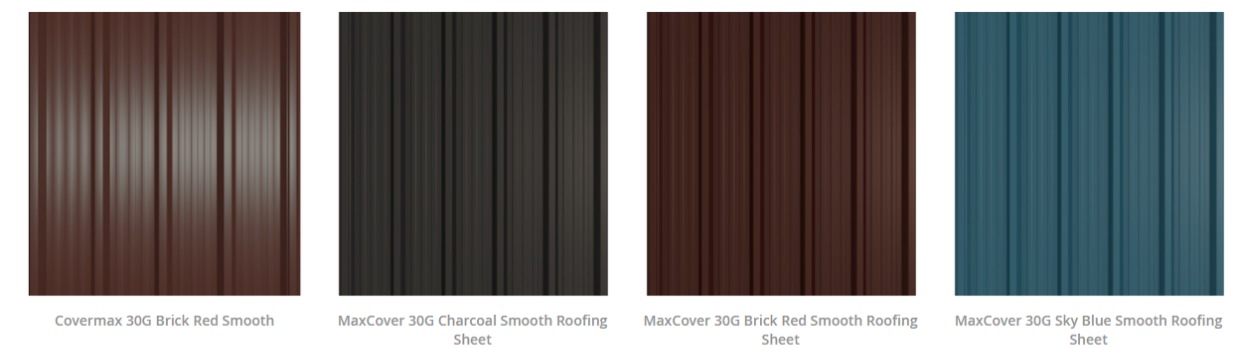 Covermax 30G Brick Red Smooth
MaxCover 30G Charcoal Smooth Roofing
Sheet
MaxCover 30G Brick Red Smooth Roofing
Sheet
MaxCover 30G Sky Blue Smooth Roofing
Sheet